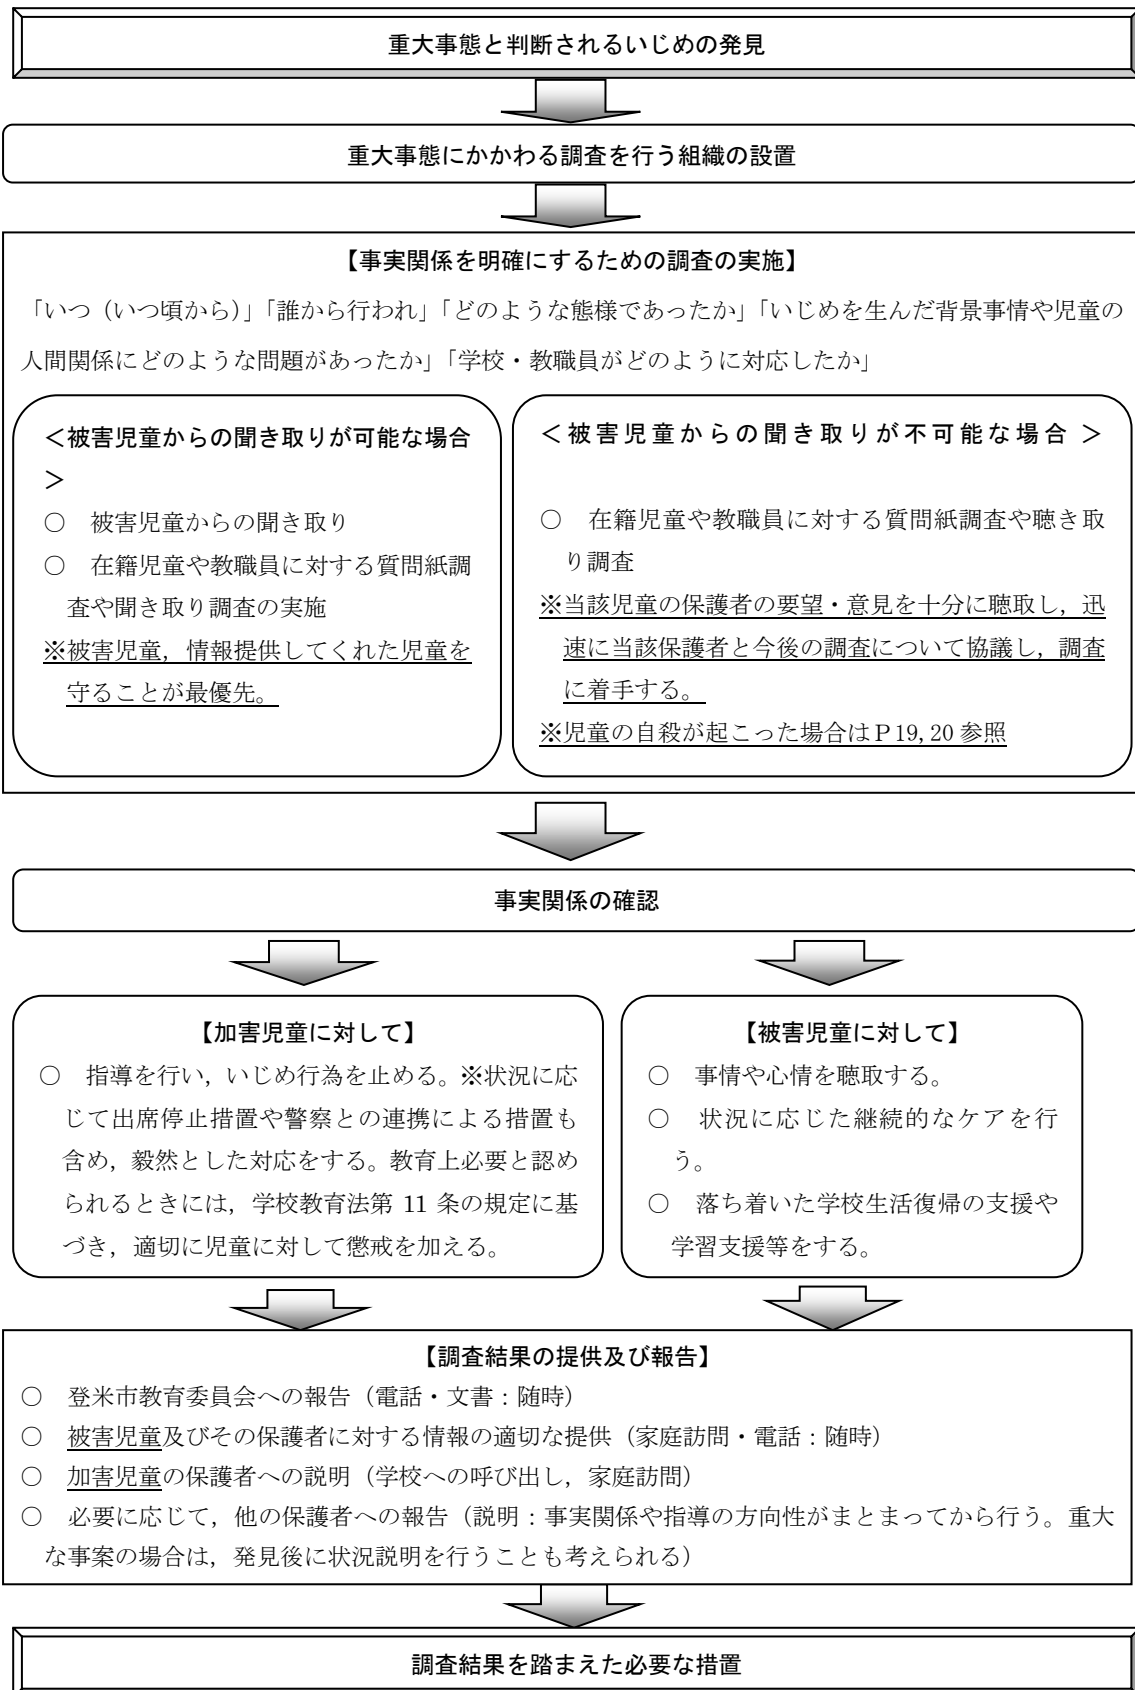 重大事態と判断されるいじめの発見
重大事態にかかわる調査を行う組織の設置
【事実関係を明確にするための調査の実施】
「いつ（いつ頃から）」「誰から行われ」「どのような態様であったか」「いじめを生んだ背景事情や児童の
人間関係にどのような問題があったか」「学校・教職員がどのように対応したか」
＜被害児童からの聞き取りが可能な場合
＞
○　被害児童からの聞き取り
○　在籍児童や教職員に対する質問紙調
査や聞き取り調査の実施
※被害児童，情報提供してくれた児童を
守ることが最優先。
＜被害児童からの聞き取りが不可能な場合 ＞
○　在籍児童や教職員に対する質問紙調査や聴き取
り調査
※当該児童の保護者の要望・意見を十分に聴取し，迅
速に当該保護者と今後の調査について協議し，調査
に着手する。
※児童の自殺が起こった場合はＰ19, 20 参照
事実関係の確認
【加害児童に対して】
○　指導を行い，いじめ行為を止める。※状況に応
じて出席停止措置や警察との連携による措置も
含め，毅然とした対応をする。教育上必要と認め
られるときには，学校教育法第 11 条の規定に基
づき，適切に児童に対して懲戒を加える。
【被害児童に対して】
○　事情や心情を聴取する。
○　状況に応じた継続的なケアを行
う。
○　落ち着いた学校生活復帰の支援や
学習支援等をする。
【調査結果の提供及び報告】
○　登米市教育委員会への報告（電話・文書：随時）
○　被害児童及びその保護者に対する情報の適切な提供（家庭訪問・電話：随時）
○　加害児童の保護者への説明（学校への呼び出し，家庭訪問）
○　必要に応じて，他の保護者への報告（説明：事実関係や指導の方向性がまとまってから行う。重大
な事案の場合は，発見後に状況説明を行うことも考えられる）
調査結果を踏まえた必要な措置